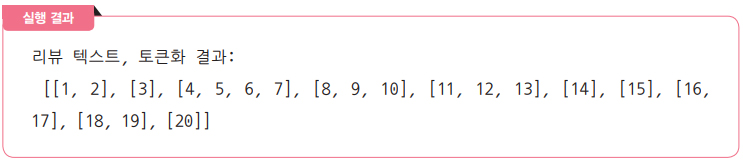 실행 결과
리뷰 텍스트, 토큰화 결과:
[[1, 2], [3], [4, 5, 6, 7], [8, 9, 10], [11, 12, 13], [14], [15], [16,
17], [18, 19], [20]]